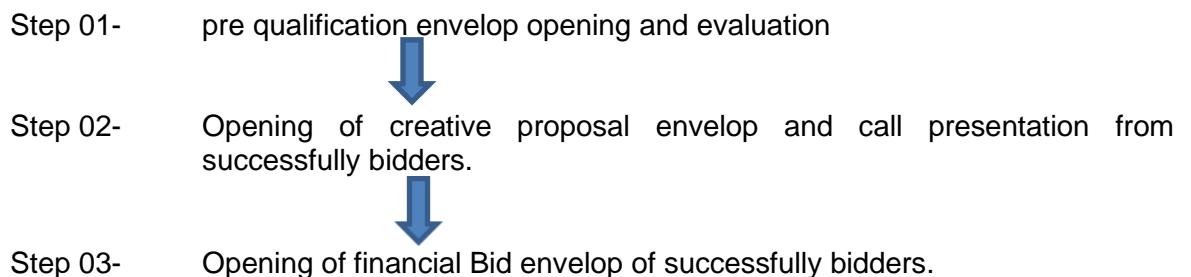 Step 01- pre qualification envelop opening and evaluation
Step 02- Opening of creative proposal envelop and call presentation from
successfully bidders.
Step 03- Opening of financial Bid envelop of successfully bidders.